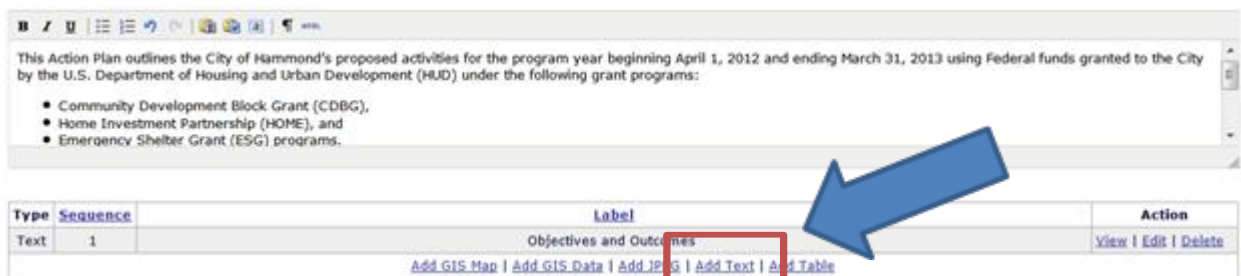 B I U ¶ HTML
This Action Plan outlines the City of Hammond's proposed activities for the program year beginning April 1, 2012 and ending March 31, 2013 using Federal funds granted to the City
by the U.S. Department of Housing and Urban Development (HUD) under the following grant programs:
• Community Development Block Grant (CDBG),
• Home Investment Partnership (HOME), and
• Emergency Shelter Grant (ESG) programs.
Type Sequence Label Action
Text 1 Objectives and Outcomes View | Edit | Delete
Add GIS Map | Add GIS Data | Add JPEG | Add Text | Add Table